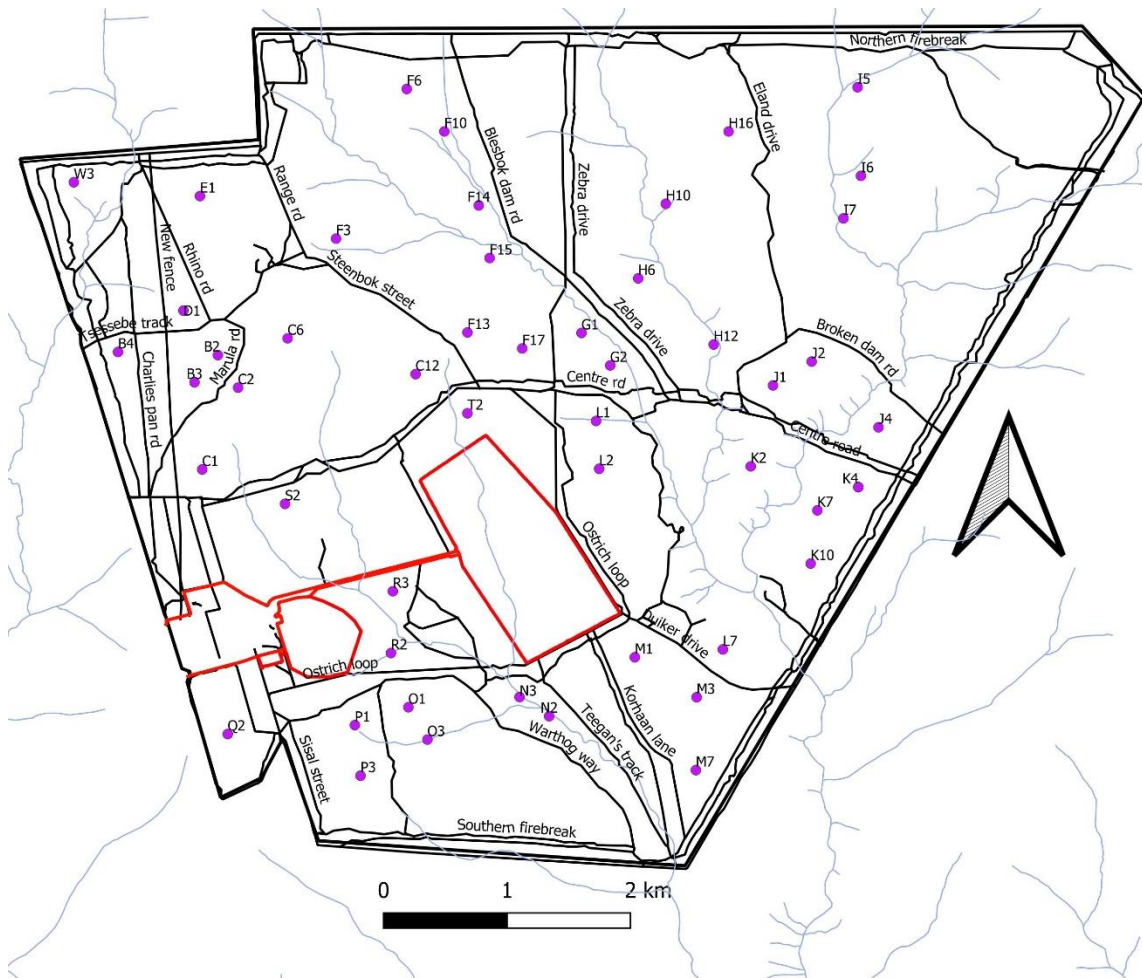 Northern firebreak
F6
I5
F10
Blesbok dam rd
Eland drive
H16
W3
E1
Range rd
Zebra drive
I6
F14
H10
I7
New fence
Rhino rd
F3
F15
Steenbok street
H6
D1
Tsessebe track
Zebra drive
B4
B2
Marula rd
C6
F13
F17
G1
G2
H12
Broken dam rd
J2
B3
C2
C12
Centre rd
J1
Charlies pan rd
T2
L1
J4
Centre road
C1
L2
K2
K4
S2
K7
Ostrich loop
K10
R3
Duiker drive
R2
Ostrich loop
M1
L7
N3
M3
O1
N2
Korhaan lane
Teegan's track
P1
Q2
O3
Warthog way
Sisal street
P3
M7
Southern firebreak
0 1 2 km